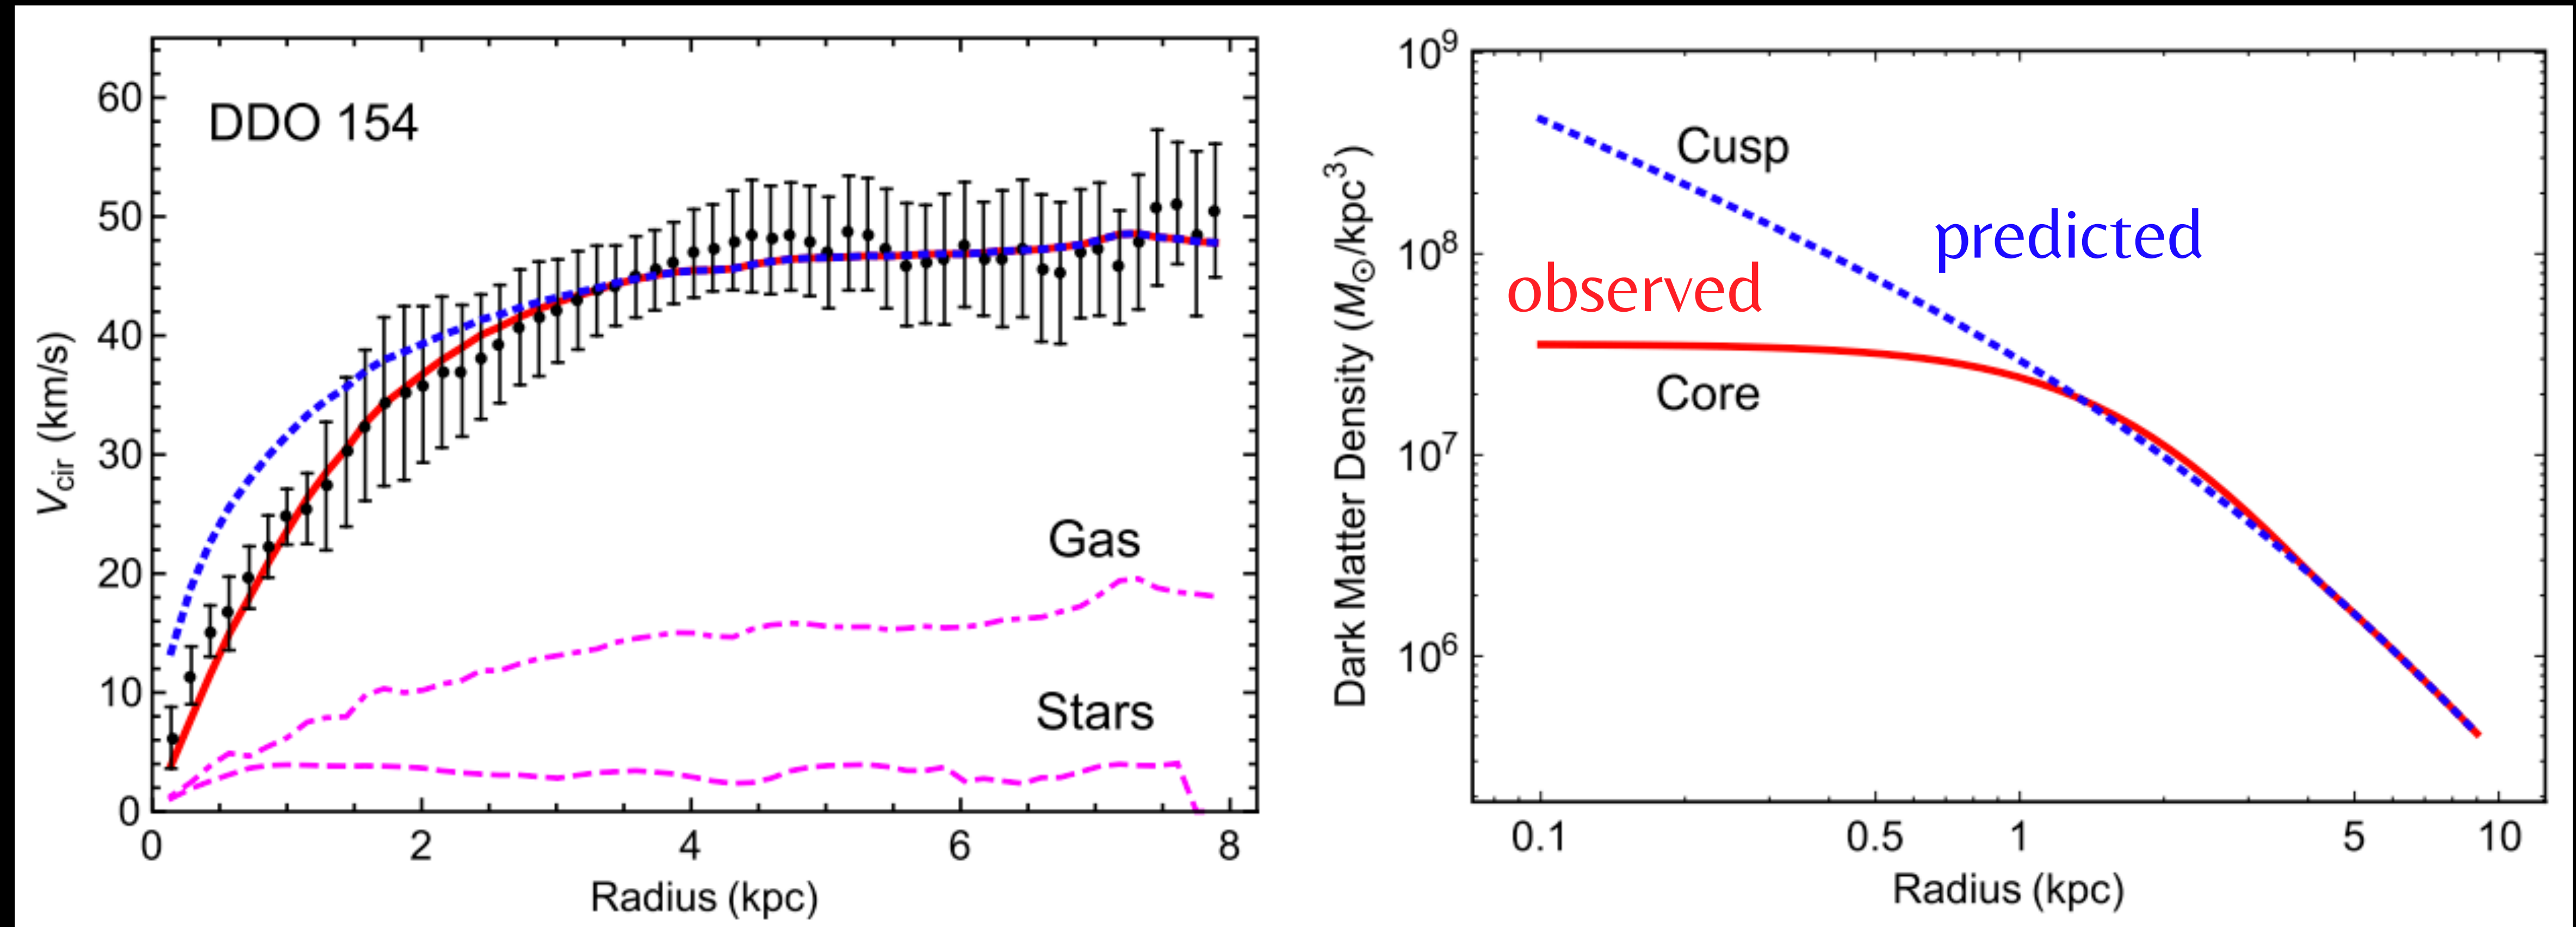 DDO 154
60
50
40
30
20
10
0
V_cir (km/s)
Gas
Stars
0 2 4 6 8
Radius (kpc)
10^9
10^8
10^7
10^6
Dark Matter Density (M_⊙/kpc^3)
Cusp
predicted
observed
Core
0.1 0.5 1 5 10
Radius (kpc)